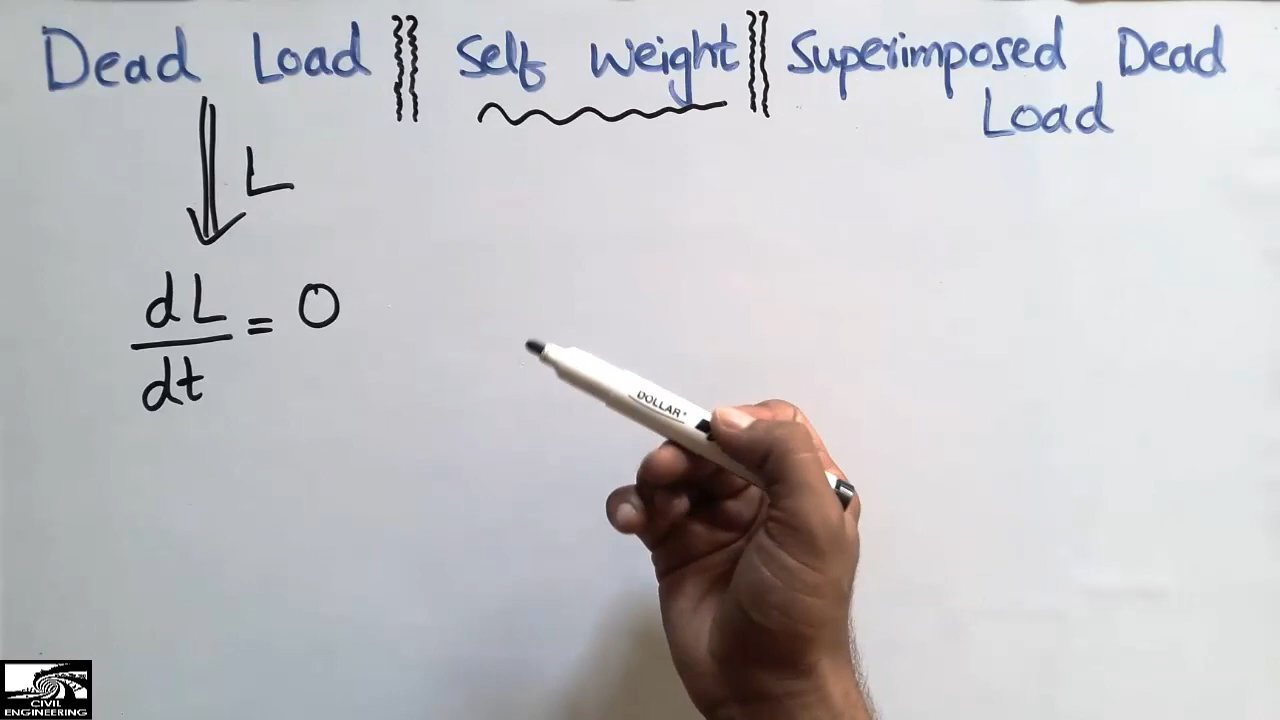 Dead Load Self Weight Superimposed Dead Load
L
dL
dt
= 0
DOLLAR
CIVIL
ENGINEERING